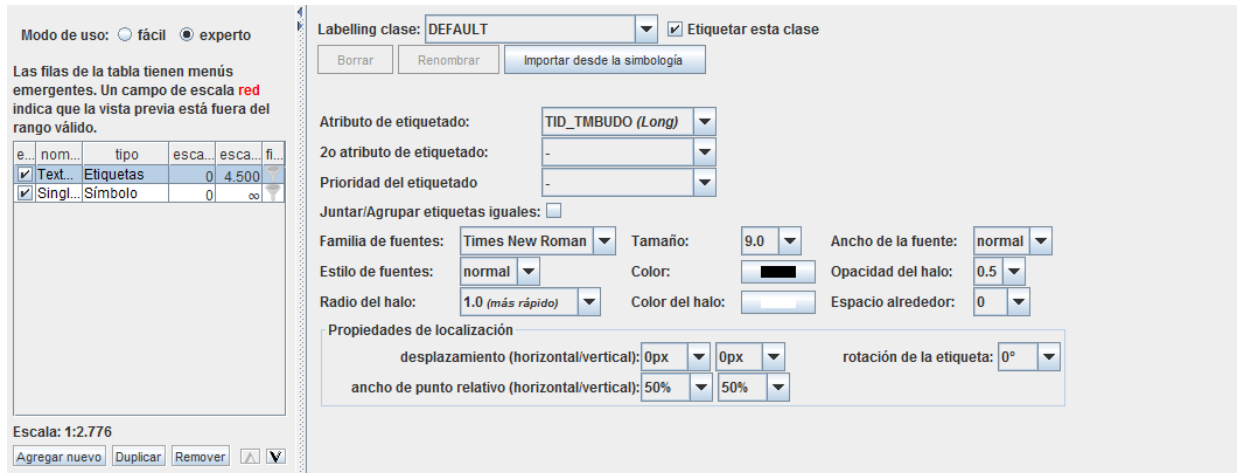 Modo de uso: fácil experto
Las filas de la tabla tienen menús
emergentes. Un campo de escala red
indica que la vista previa está fuera del
rango válido.
e... nom... tipo esca... esca... fi...
Text... Etiquetas 0 4.500
Singl... Símbolo 0 ∞
Escala: 1:2.776
Agregar nuevo Duplicar Remover
Labelling clase: DEFAULT Etiquetar esta clase
Borrar Renombrar Importar desde la simbología
Atributo de etiquetado: TID_TMBUDO (Long)
2o atributo de etiquetado: -
Prioridad del etiquetado -
Juntar/Agrupar etiquetas iguales:
Familia de fuentes: Times New Roman Tamaño: 9.0 Ancho de la fuente: normal
Estilo de fuentes: normal Color: Opacidad del halo: 0.5
Radio del halo: 1.0 (más rápido) Color del halo: Espacio alrededor: 0
Propiedades de localización
desplazamiento (horizontal/vertical): 0px 0px rotación de la etiqueta: 0°
ancho de punto relativo (horizontal/vertical): 50% 50%